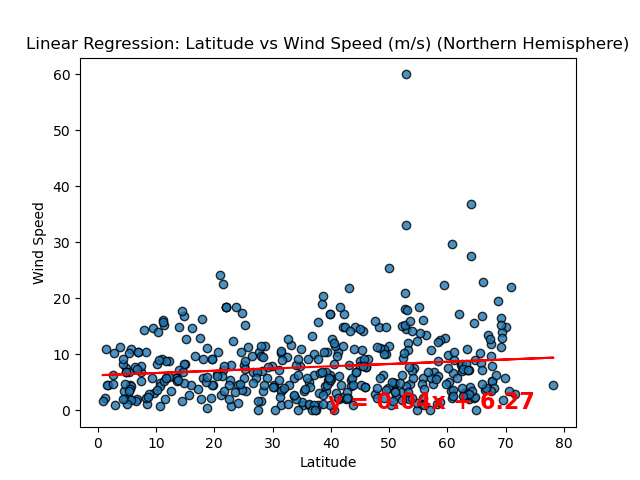 Linear Regression: Latitude vs Wind Speed (m/s) (Northern Hemisphere)
60
50
40
30
20
10
0
Wind Speed
y = 0.04x + 6.27
0 10 20 30 40 50 60 70 80
Latitude